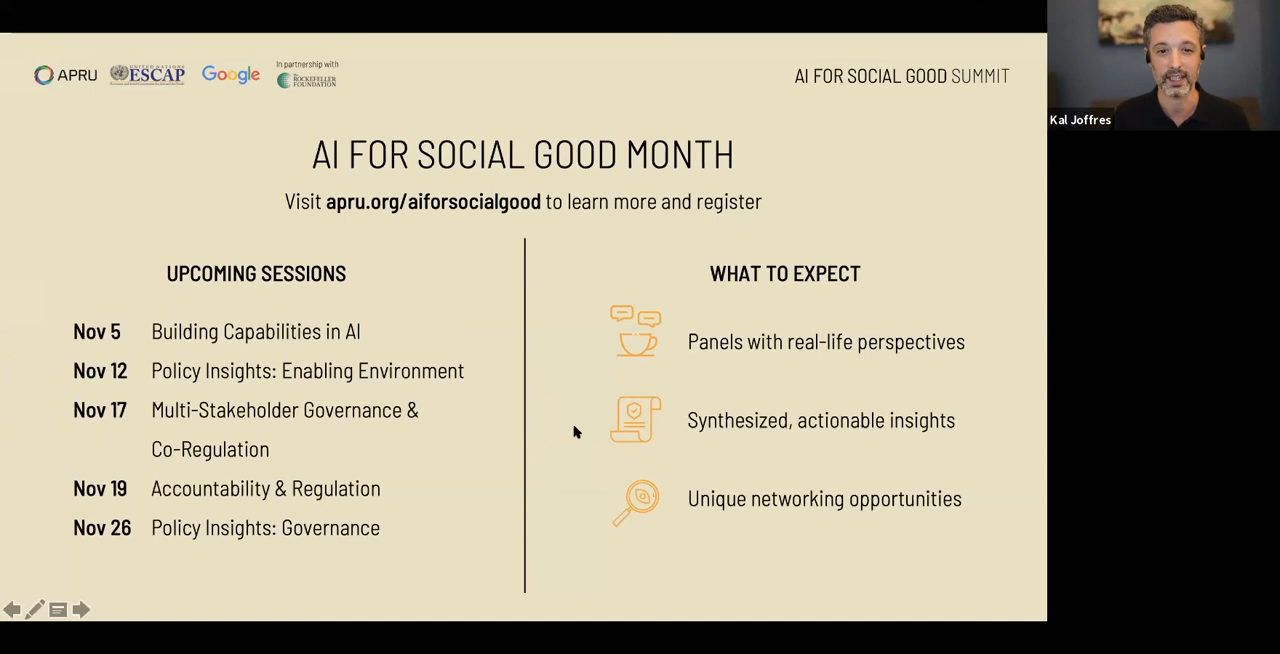 APRU
UNITED NATIONS
ESCAP
Google
In partnership with
THE
ROCKEFELLER
FOUNDATION
AI FOR SOCIAL GOOD SUMMIT
Kal Joffres
AI FOR SOCIAL GOOD MONTH
Visit apru.org/aiforsocialgood to learn more and register
UPCOMING SESSIONS
Nov 5 Building Capabilities in AI
Nov 12 Policy Insights: Enabling Environment
Nov 17 Multi-Stakeholder Governance &
Co-Regulation
Nov 19 Accountability & Regulation
Nov 26 Policy Insights: Governance
WHAT TO EXPECT
Panels with real-life perspectives
Synthesized, actionable insights
Unique networking opportunities